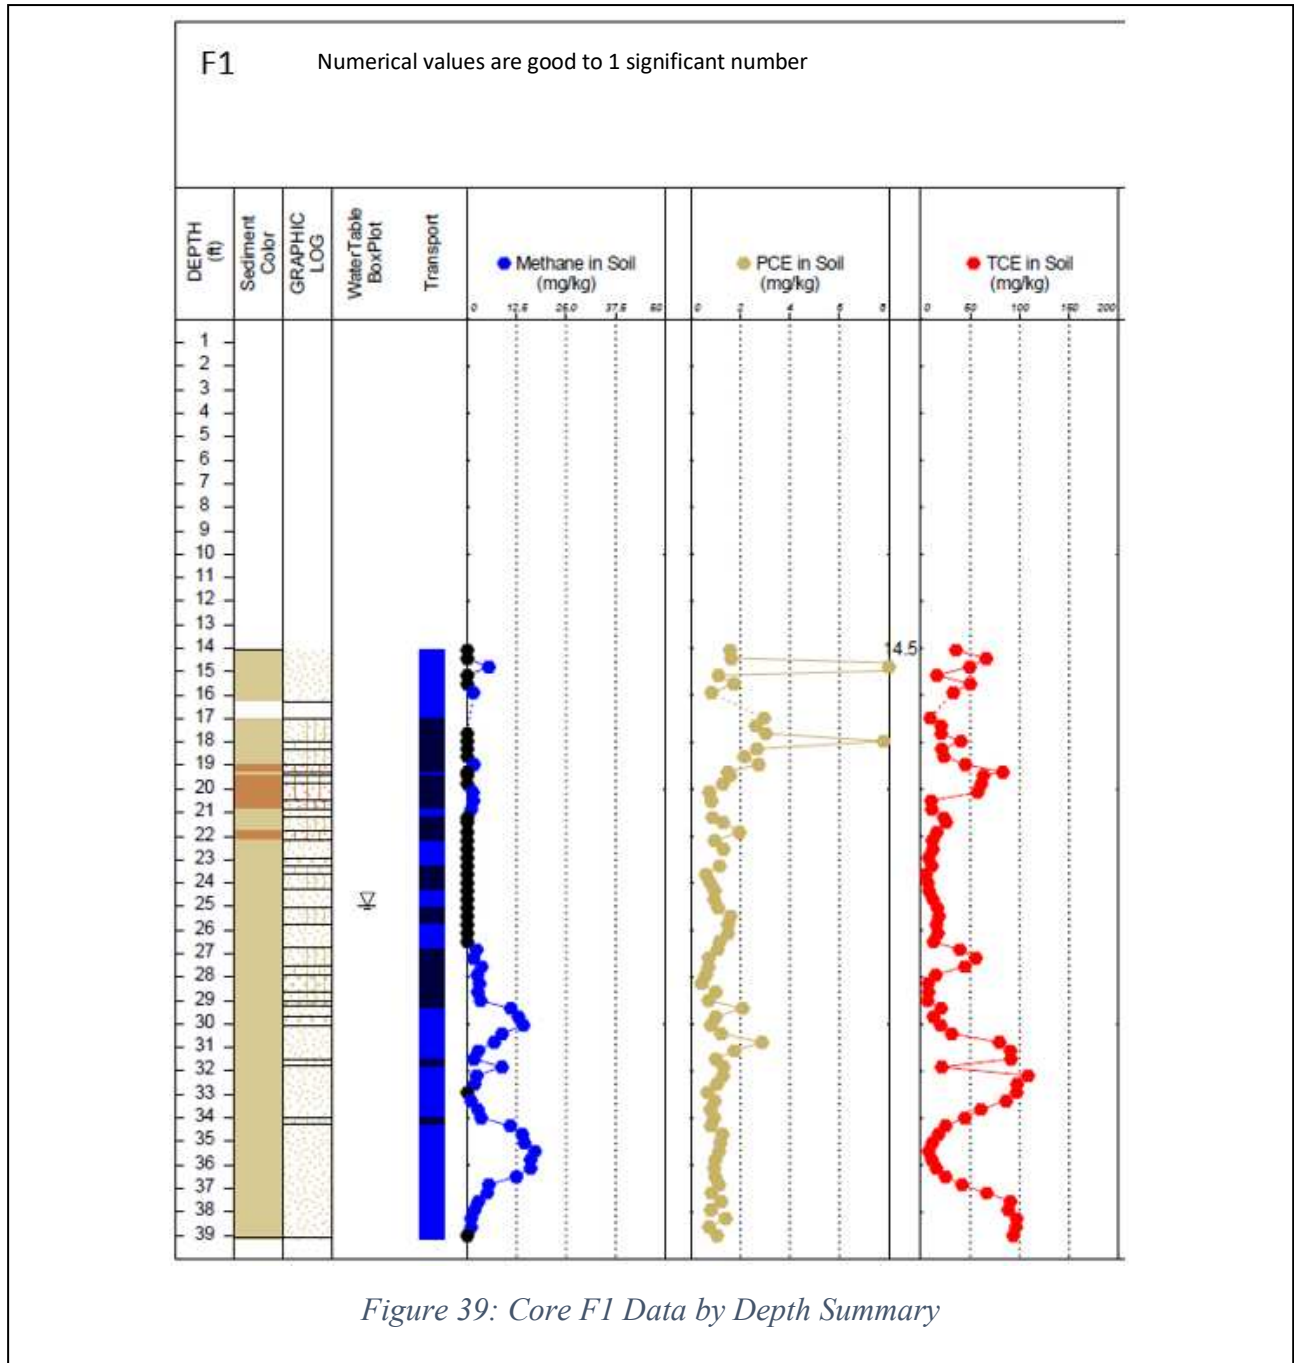 F1
Numerical values are good to 1 significant number
DEPTH
(ft)
Sediment
Color
GRAPHIC
LOG
WaterTable
BoxPlot
Transport
Methane in Soil
(mg/kg)
0 12.5 25.0 37.5 50
PCE in Soil
(mg/kg)
0 2 4 6 8
TCE in Soil
(mg/kg)
0 50 100 150 200
1
2
3
4
5
6
7
8
9
10
11
12
13
14
14.5
15
16
17
18
19
20
21
22
23
24
25
26
27
28
29
30
31
32
33
34
35
36
37
38
39
Figure 39: Core F1 Data by Depth Summary